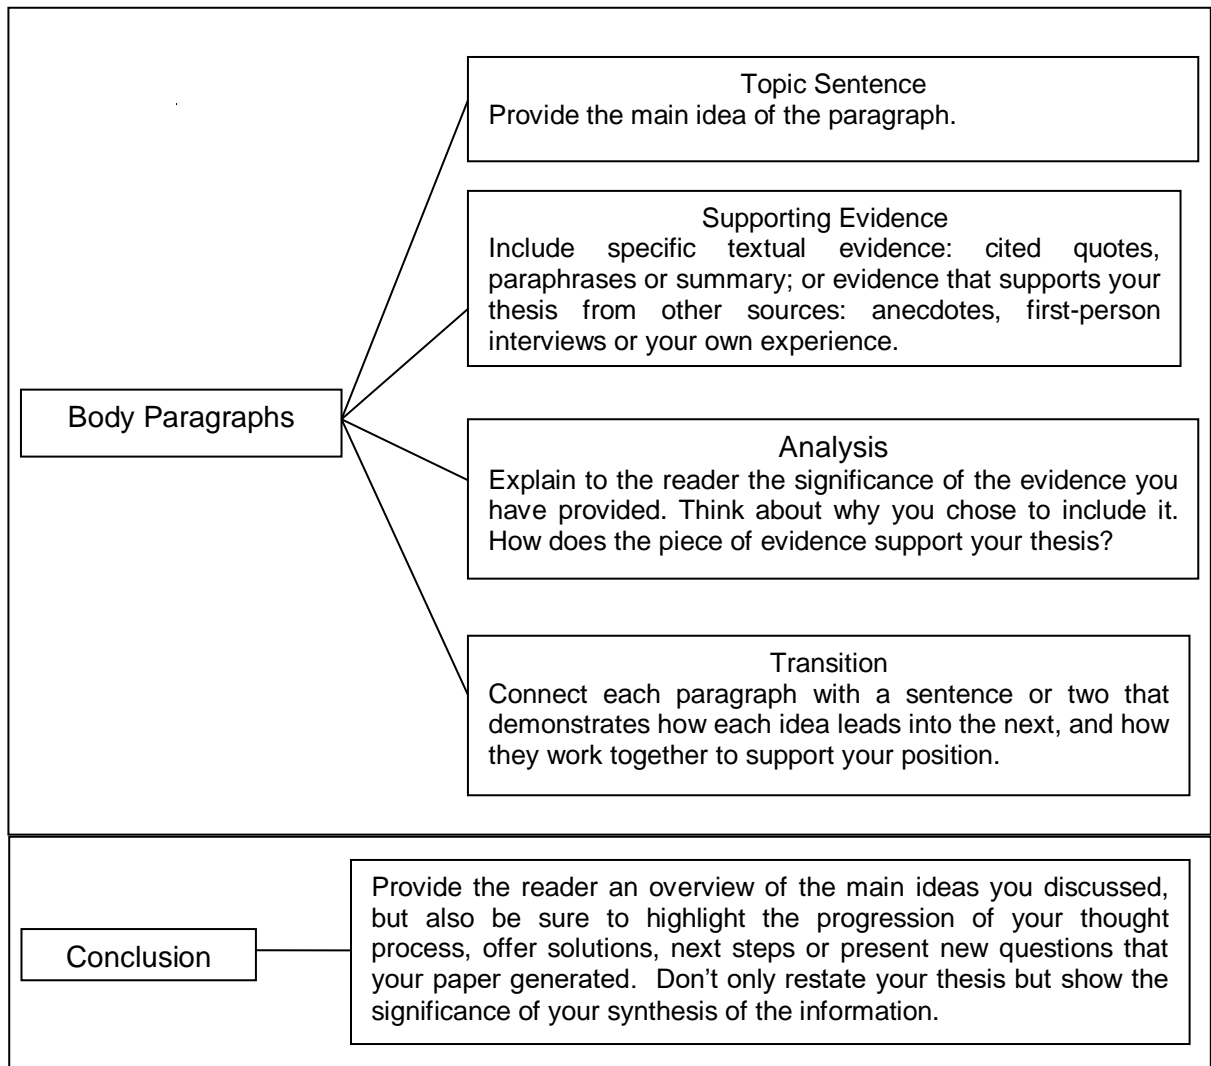 Topic Sentence
Provide the main idea of the paragraph.
Supporting Evidence
Include specific textual evidence: cited quotes,
paraphrases or summary; or evidence that supports your
thesis from other sources: anecdotes, first-person
interviews or your own experience.
Body Paragraphs
Analysis
Explain to the reader the significance of the evidence you
have provided. Think about why you chose to include it.
How does the piece of evidence support your thesis?
Transition
Connect each paragraph with a sentence or two that
demonstrates how each idea leads into the next, and how
they work together to support your position.
Conclusion
Provide the reader an overview of the main ideas you discussed,
but also be sure to highlight the progression of your thought
process, offer solutions, next steps or present new questions that
your paper generated.  Don’t only restate your thesis but show the
significance of your synthesis of the information.